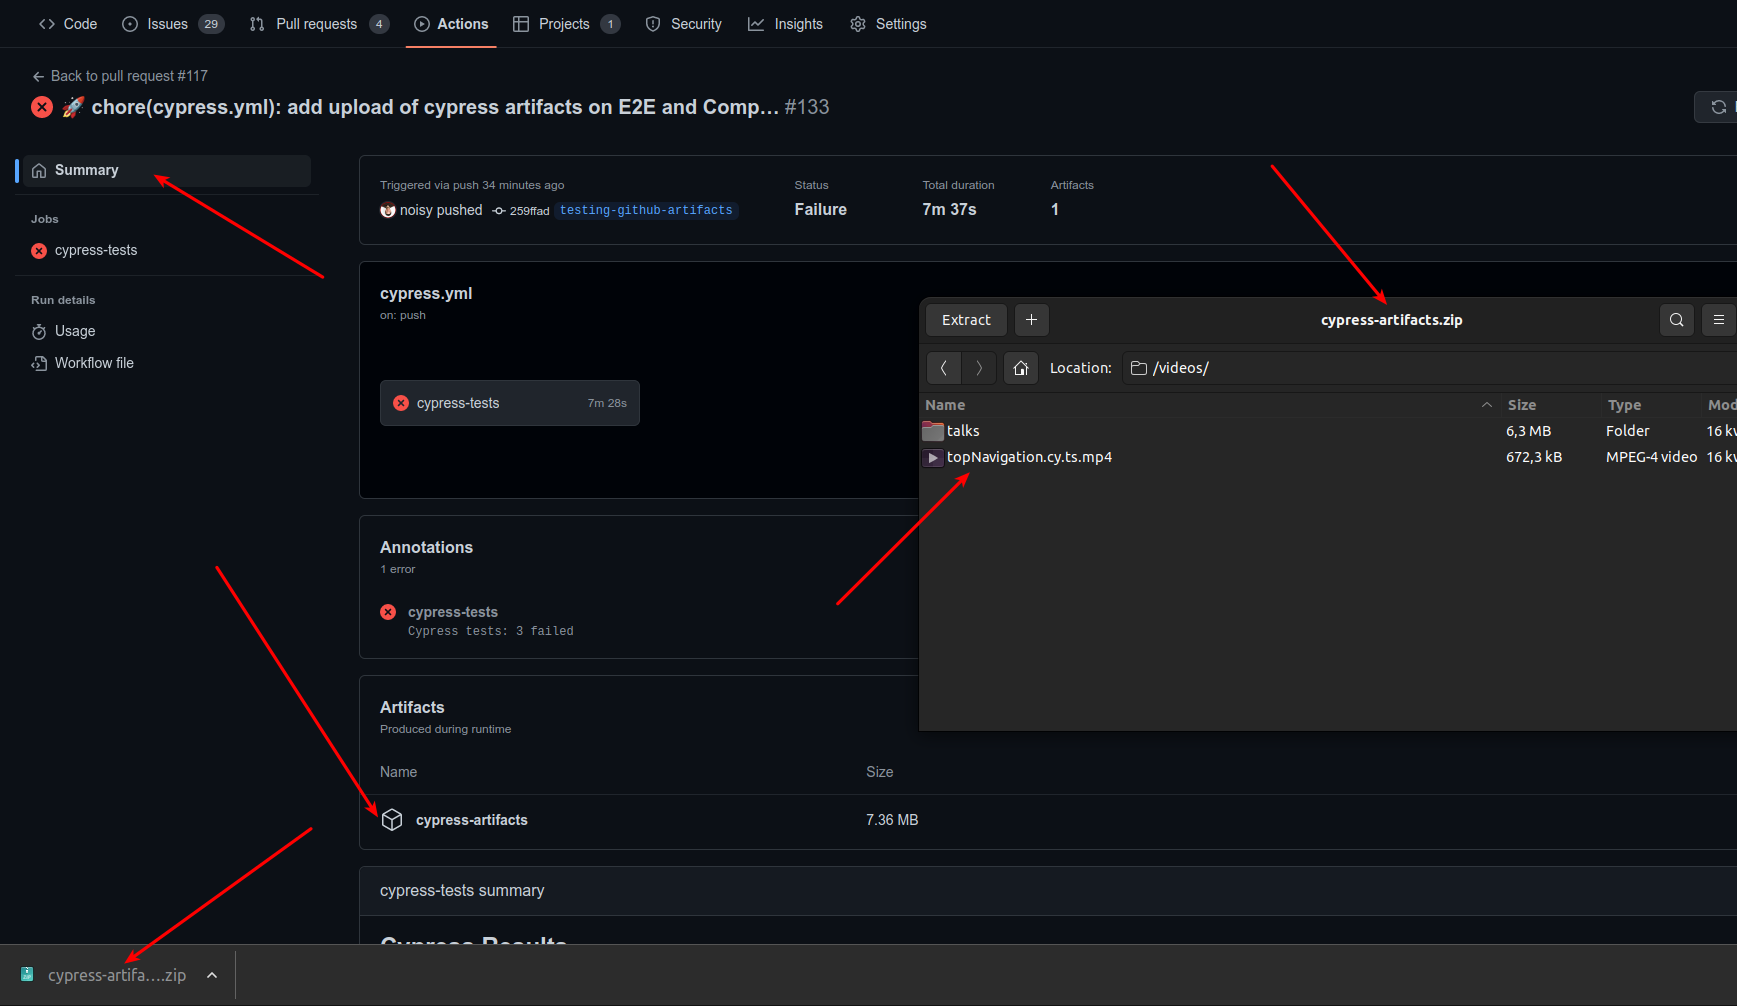 Code Issues 29 Pull requests 4 Actions Projects 1 Security Insights Settings
Back to pull request #117
chore(cypress.yml): add upload of cypress artifacts on E2E and Comp… #133
Summary
Jobs
cypress-tests
Run details
Usage
Workflow file
Triggered via push 34 minutes ago
noisy pushed 259ffad testing-github-artifacts
Status
Failure
Total duration
7m 37s
Artifacts
1
cypress.yml
on: push
cypress-tests 7m 28s
Annotations
1 error
cypress-tests
Cypress tests: 3 failed
Artifacts
Produced during runtime
Name Size
cypress-artifacts 7.36 MB
cypress-tests summary
Cypress Results
Extract
cypress-artifacts.zip
Location: /videos/
Name Size Type Mod
talks 6,3 MB Folder 16 kw
topNavigation.cy.ts.mp4 672,3 kB MPEG-4 video 16 kw
cypress-artifa….zip